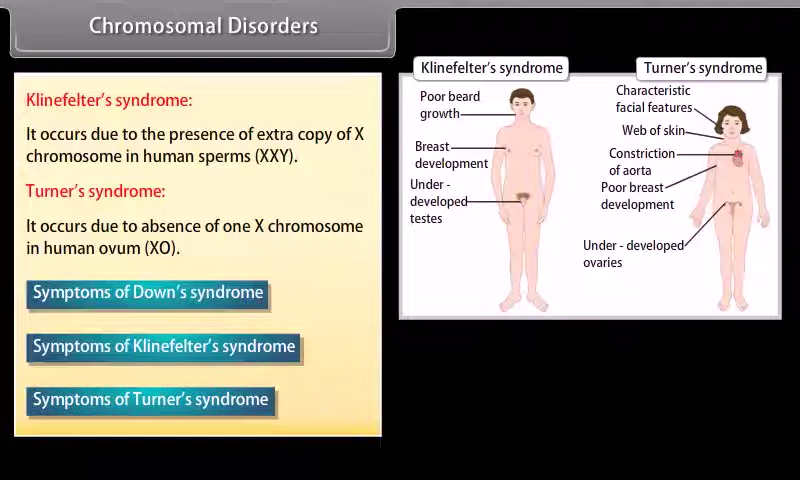 Chromosomal Disorders
Klinefelter's syndrome:
It occurs due to the presence of extra copy of X
chromosome in human sperms (XXY).
Turner's syndrome:
It occurs due to absence of one X chromosome
in human ovum (XO).
Symptoms of Down's syndrome
Symptoms of Klinefelter's syndrome
Symptoms of Turner's syndrome
Klinefelter's syndrome
Poor beard
growth
Breast
development
Under -
developed
testes
Turner's syndrome
Characteristic
facial features
Web of skin
Constriction
of aorta
Poor breast
development
Under - developed
ovaries